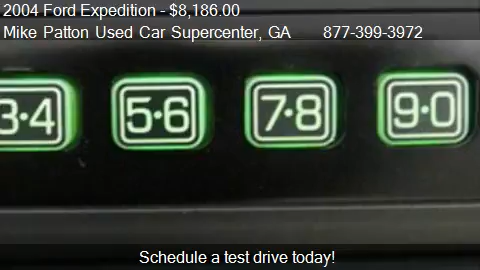 2004 Ford Expedition - $8,186.00
Mike Patton Used Car Supercenter, GA 877-399-3972
3·4 5·6 7·8 9·0
Schedule a test drive today!